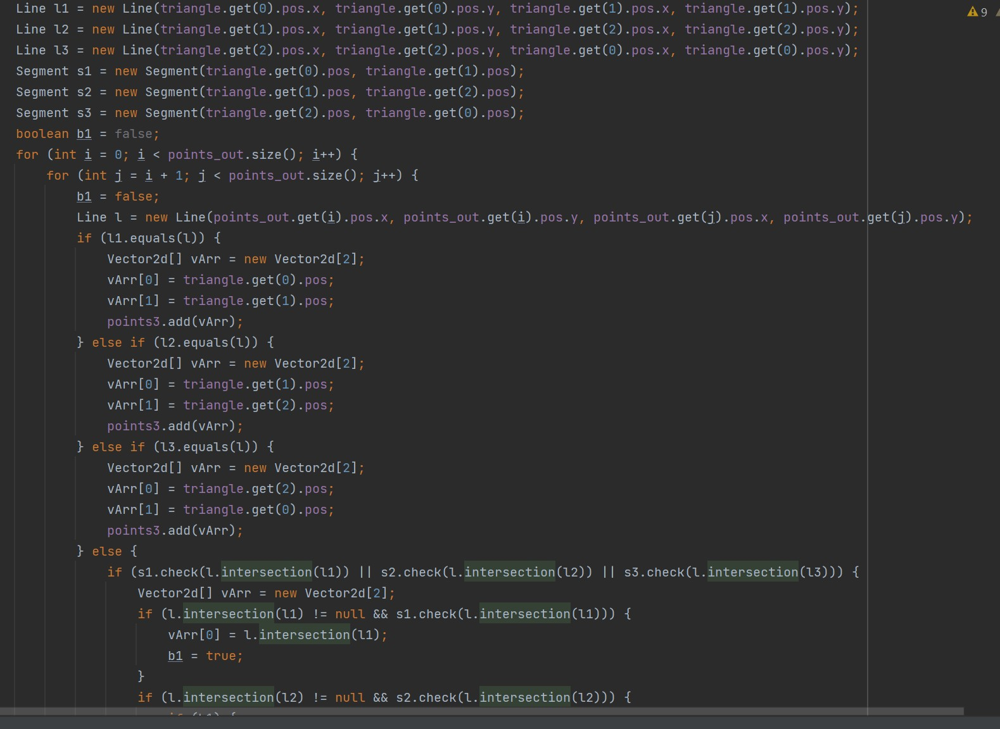 Line l1 = new Line(triangle.get(0).pos.x, triangle.get(0).pos.y, triangle.get(1).pos.x, triangle.get(1).pos.y);
9
Line l2 = new Line(triangle.get(1).pos.x, triangle.get(1).pos.y, triangle.get(2).pos.x, triangle.get(2).pos.y);
Line l3 = new Line(triangle.get(2).pos.x, triangle.get(2).pos.y, triangle.get(0).pos.x, triangle.get(0).pos.y);
Segment s1 = new Segment(triangle.get(0).pos, triangle.get(1).pos);
Segment s2 = new Segment(triangle.get(1).pos, triangle.get(2).pos);
Segment s3 = new Segment(triangle.get(2).pos, triangle.get(0).pos);
boolean b1 = false;
for (int i = 0; i < points_out.size(); i++) {
    for (int j = i + 1; j < points_out.size(); j++) {
        b1 = false;
        Line l = new Line(points_out.get(i).pos.x, points_out.get(i).pos.y, points_out.get(j).pos.x, points_out.get(j).pos.y);
        if (l1.equals(l)) {
            Vector2d[] vArr = new Vector2d[2];
            vArr[0] = triangle.get(0).pos;
            vArr[1] = triangle.get(1).pos;
            points3.add(vArr);
        } else if (l2.equals(l)) {
            Vector2d[] vArr = new Vector2d[2];
            vArr[0] = triangle.get(1).pos;
            vArr[1] = triangle.get(2).pos;
            points3.add(vArr);
        } else if (l3.equals(l)) {
            Vector2d[] vArr = new Vector2d[2];
            vArr[0] = triangle.get(2).pos;
            vArr[1] = triangle.get(0).pos;
            points3.add(vArr);
        } else {
            if (s1.check(l.intersection(l1)) || s2.check(l.intersection(l2)) || s3.check(l.intersection(l3))) {
                Vector2d[] vArr = new Vector2d[2];
                if (l.intersection(l1) != null && s1.check(l.intersection(l1))) {
                    vArr[0] = l.intersection(l1);
                    b1 = true;
                }
                if (l.intersection(l2) != null && s2.check(l.intersection(l2))) {